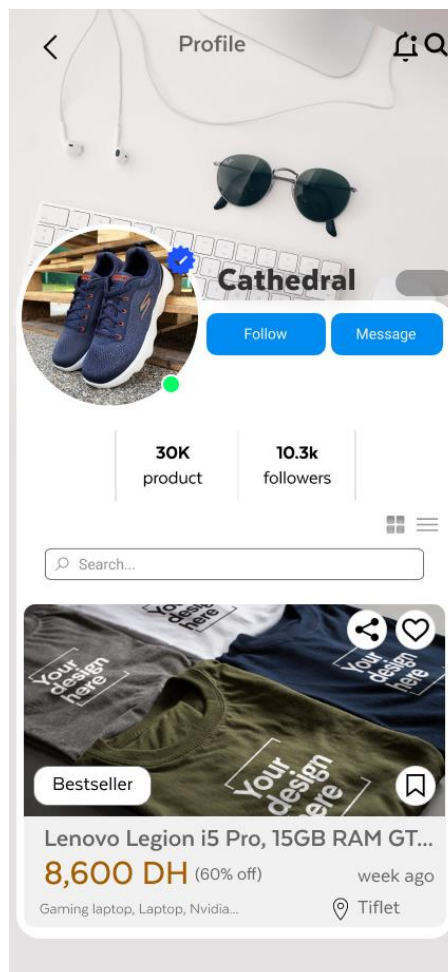 Profile
Cathedral
Follow
Message
30K
product
10.3k
followers
Search...
Your
design
here
Your
design
here
Your
design
here
design
here
Bestseller
Lenovo Legion i5 Pro, 15GB RAM GT...
8,600 DH (60% off)
week ago
Gaming laptop, Laptop, Nvidia...
Tiflet